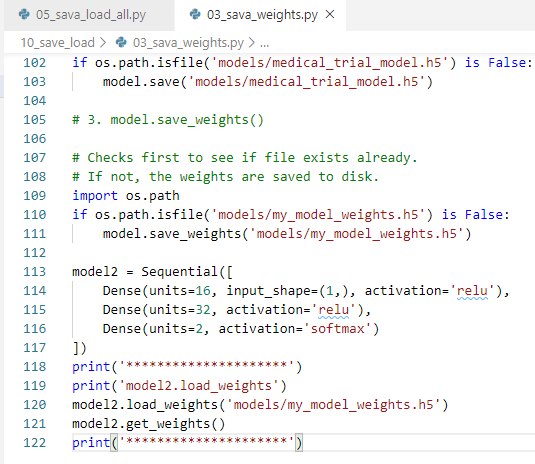 05_sava_load_all.py 03_sava_weights.py ×
10_save_load > 03_sava_weights.py > ...
102 if os.path.isfile('models/medical_trial_model.h5') is False:
103     model.save('models/medical_trial_model.h5')
104
105 # 3. model.save_weights()
106
107 # Checks first to see if file exists already.
108 # If not, the weights are saved to disk.
109 import os.path
110 if os.path.isfile('models/my_model_weights.h5') is False:
111     model.save_weights('models/my_model_weights.h5')
112
113 model2 = Sequential([
114     Dense(units=16, input_shape=(1,), activation='relu'),
115     Dense(units=32, activation='relu'),
116     Dense(units=2, activation='softmax')
117 ])
118 print('*********************')
119 print('model2.load_weights')
120 model2.load_weights('models/my_model_weights.h5')
121 model2.get_weights()
122 print('*********************')